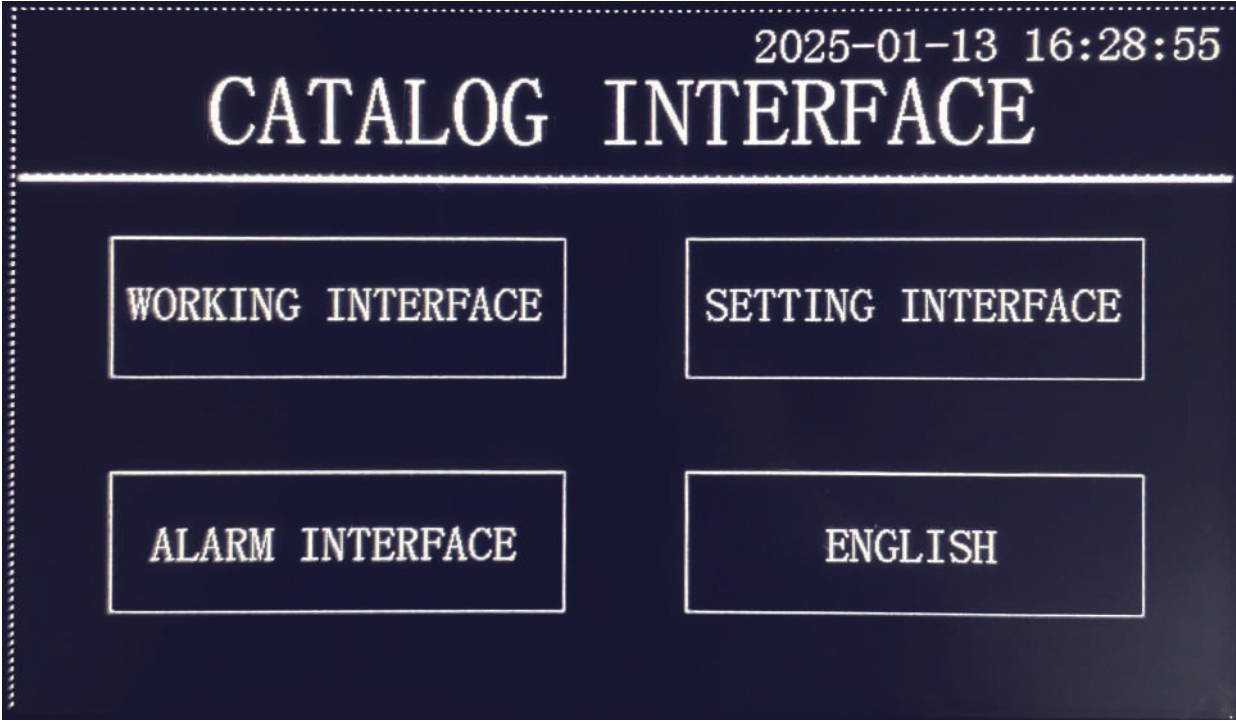 2025-01-13 16:28:55
CATALOG INTERFACE
WORKING INTERFACE
SETTING INTERFACE
ALARM INTERFACE
ENGLISH